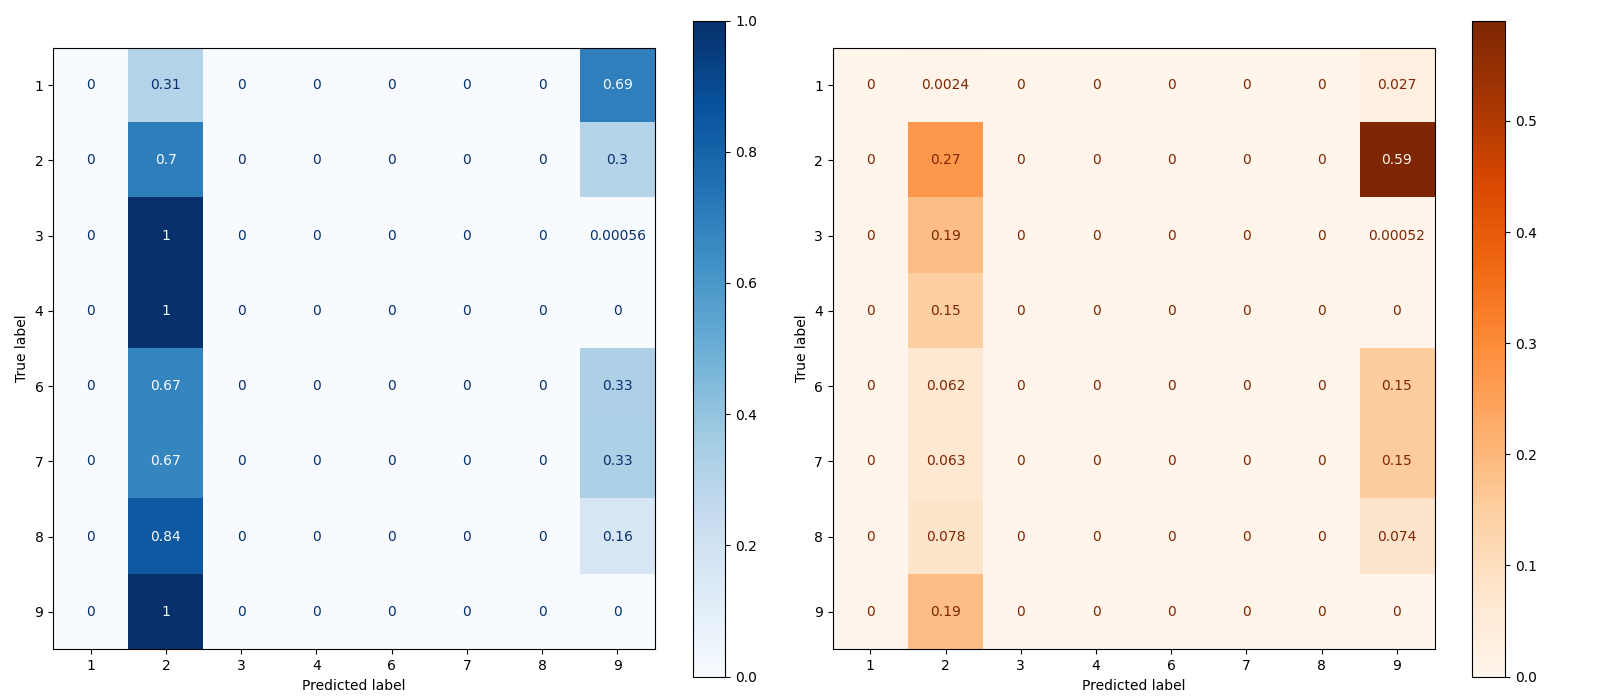 1.0
1 0 0.31 0 0 0 0 0 0.69
2 0 0.7 0 0 0 0 0 0.3
0.8
3 0 1 0 0 0 0 0 0.00056
4 0 1 0 0 0 0 0 0
0.6
True label
6 0 0.67 0 0 0 0 0 0.33
0.4
7 0 0.67 0 0 0 0 0 0.33
8 0 0.84 0 0 0 0 0 0.16
0.2
9 0 1 0 0 0 0 0 0
1 2 3 4 6 7 8 9
0.0
Predicted label
1 0 0.0024 0 0 0 0 0 0.027
0.5
2 0 0.27 0 0 0 0 0 0.59
0.4
3 0 0.19 0 0 0 0 0 0.00052
4 0 0.15 0 0 0 0 0 0
0.3
True label
6 0 0.062 0 0 0 0 0 0.15
0.2
7 0 0.063 0 0 0 0 0 0.15
8 0 0.078 0 0 0 0 0 0.074
0.1
9 0 0.19 0 0 0 0 0 0
1 2 3 4 6 7 8 9
0.0
Predicted label